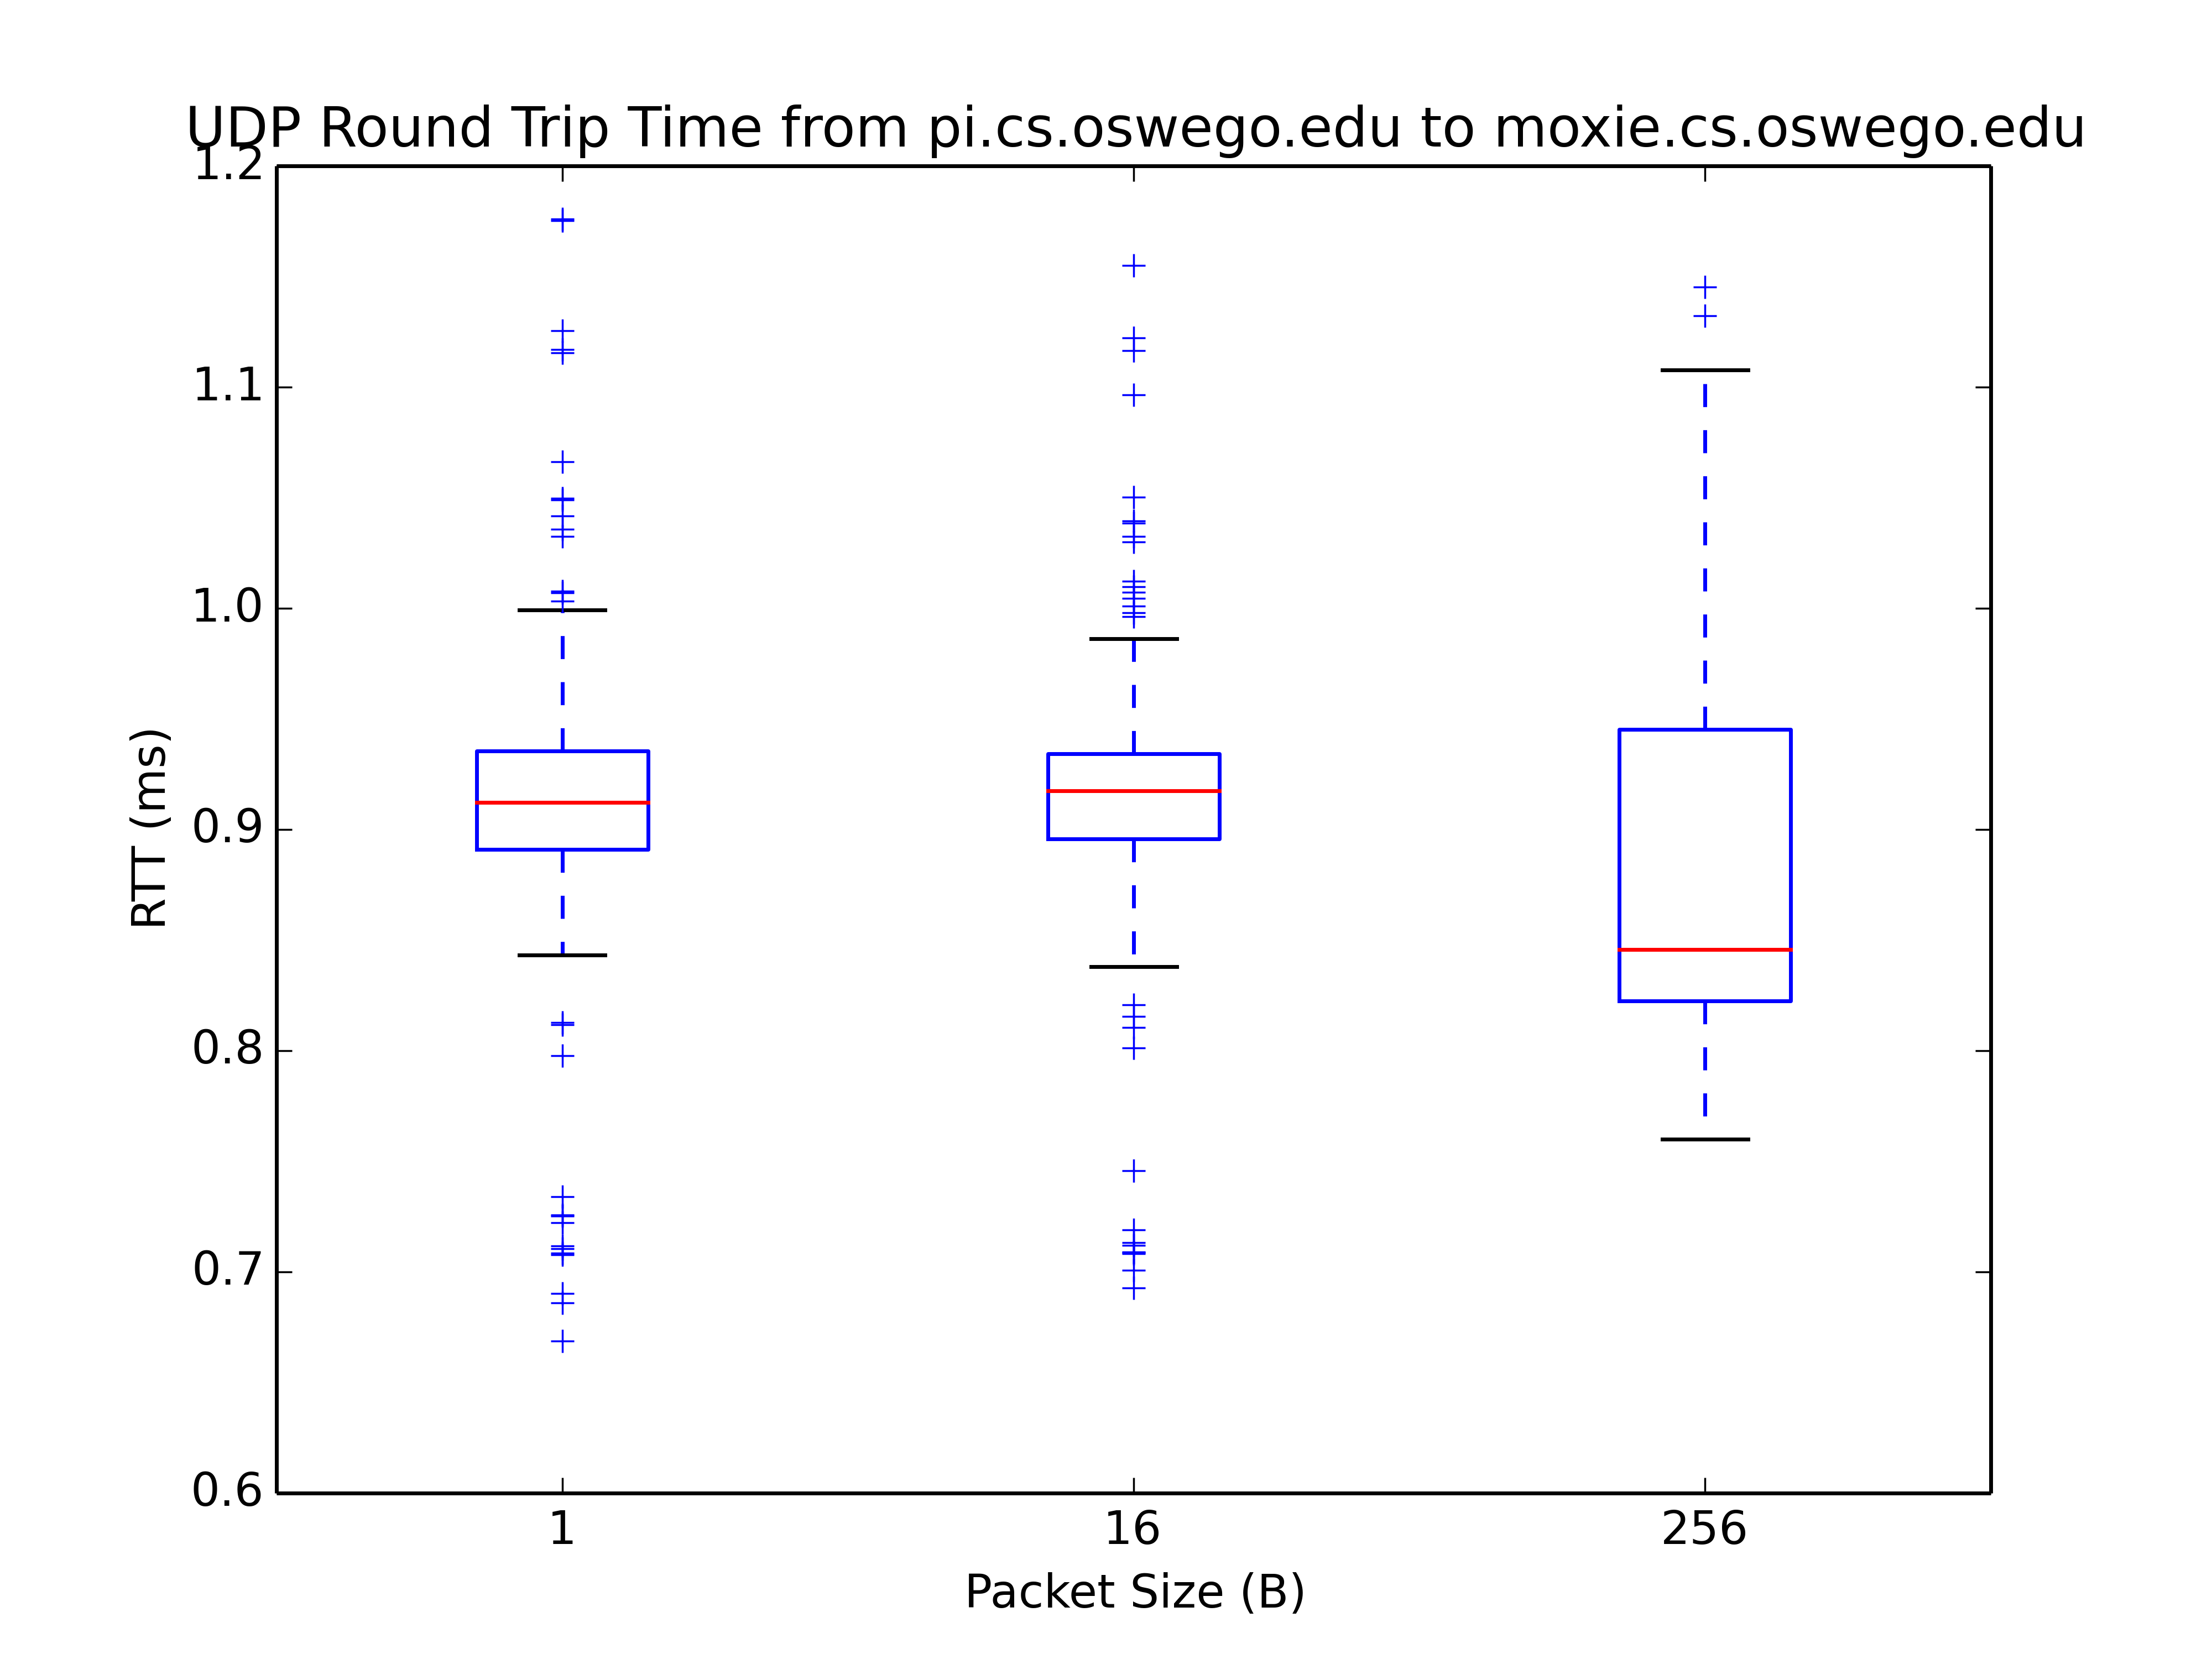 UDP Round Trip Time from pi.cs.oswego.edu to moxie.cs.oswego.edu
1.2
1.1
1.0
0.9
0.8
0.7
0.6
RTT (ms)
1 16 256
Packet Size (B)